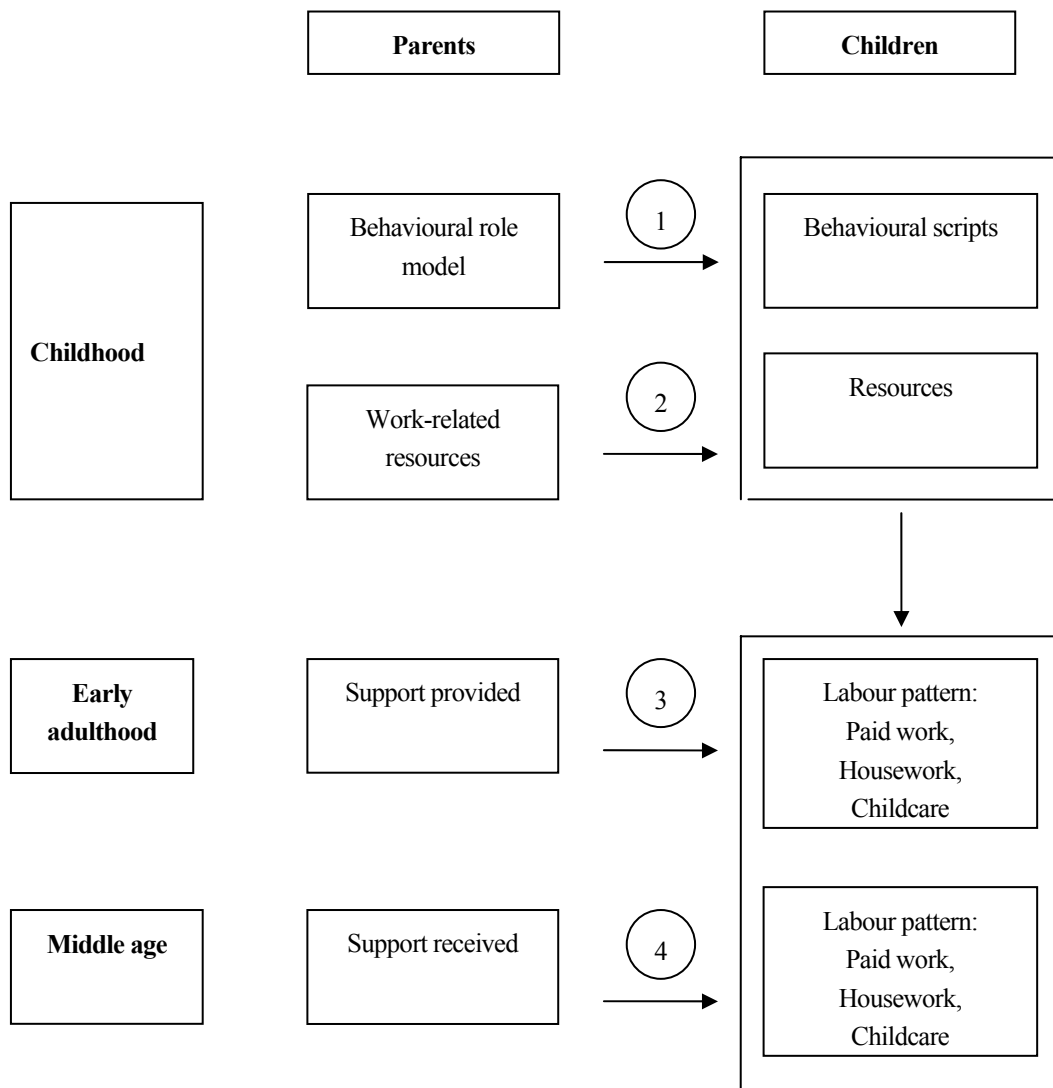 Parents
Children
Childhood
Behavioural role
model
1
Behavioural scripts
Work-related
resources
2
Resources
Early
adulthood
Support provided
3
Labour pattern:
Paid work,
Housework,
Childcare
Middle age
Support received
4
Labour pattern:
Paid work,
Housework,
Childcare